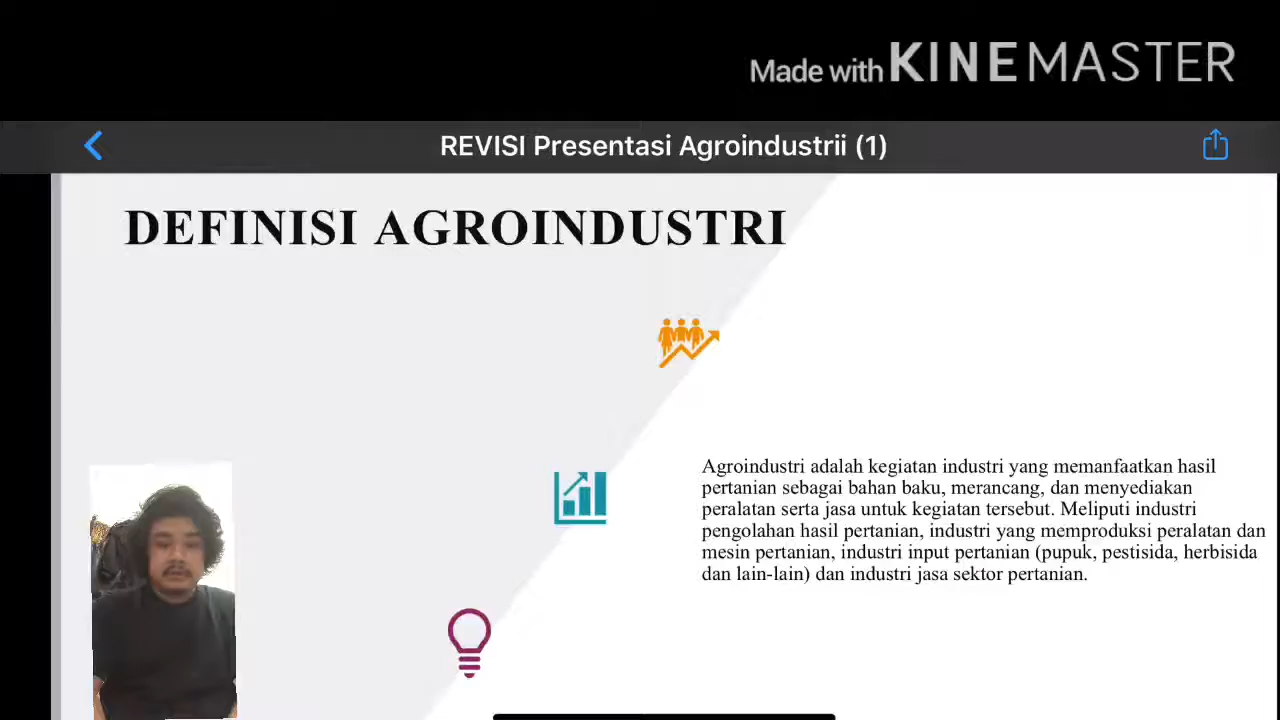 Made with KINEMASTER
REVISI Presentasi Agroindustrii (1)
DEFINISI AGROINDUSTRI
Agroindustri adalah kegiatan industri yang memanfaatkan hasil
pertanian sebagai bahan baku, merancang, dan menyediakan
peralatan serta jasa untuk kegiatan tersebut. Meliputi industri
pengolahan hasil pertanian, industri yang memproduksi peralatan dan
mesin pertanian, industri input pertanian (pupuk, pestisida, herbisida
dan lain-lain) dan industri jasa sektor pertanian.